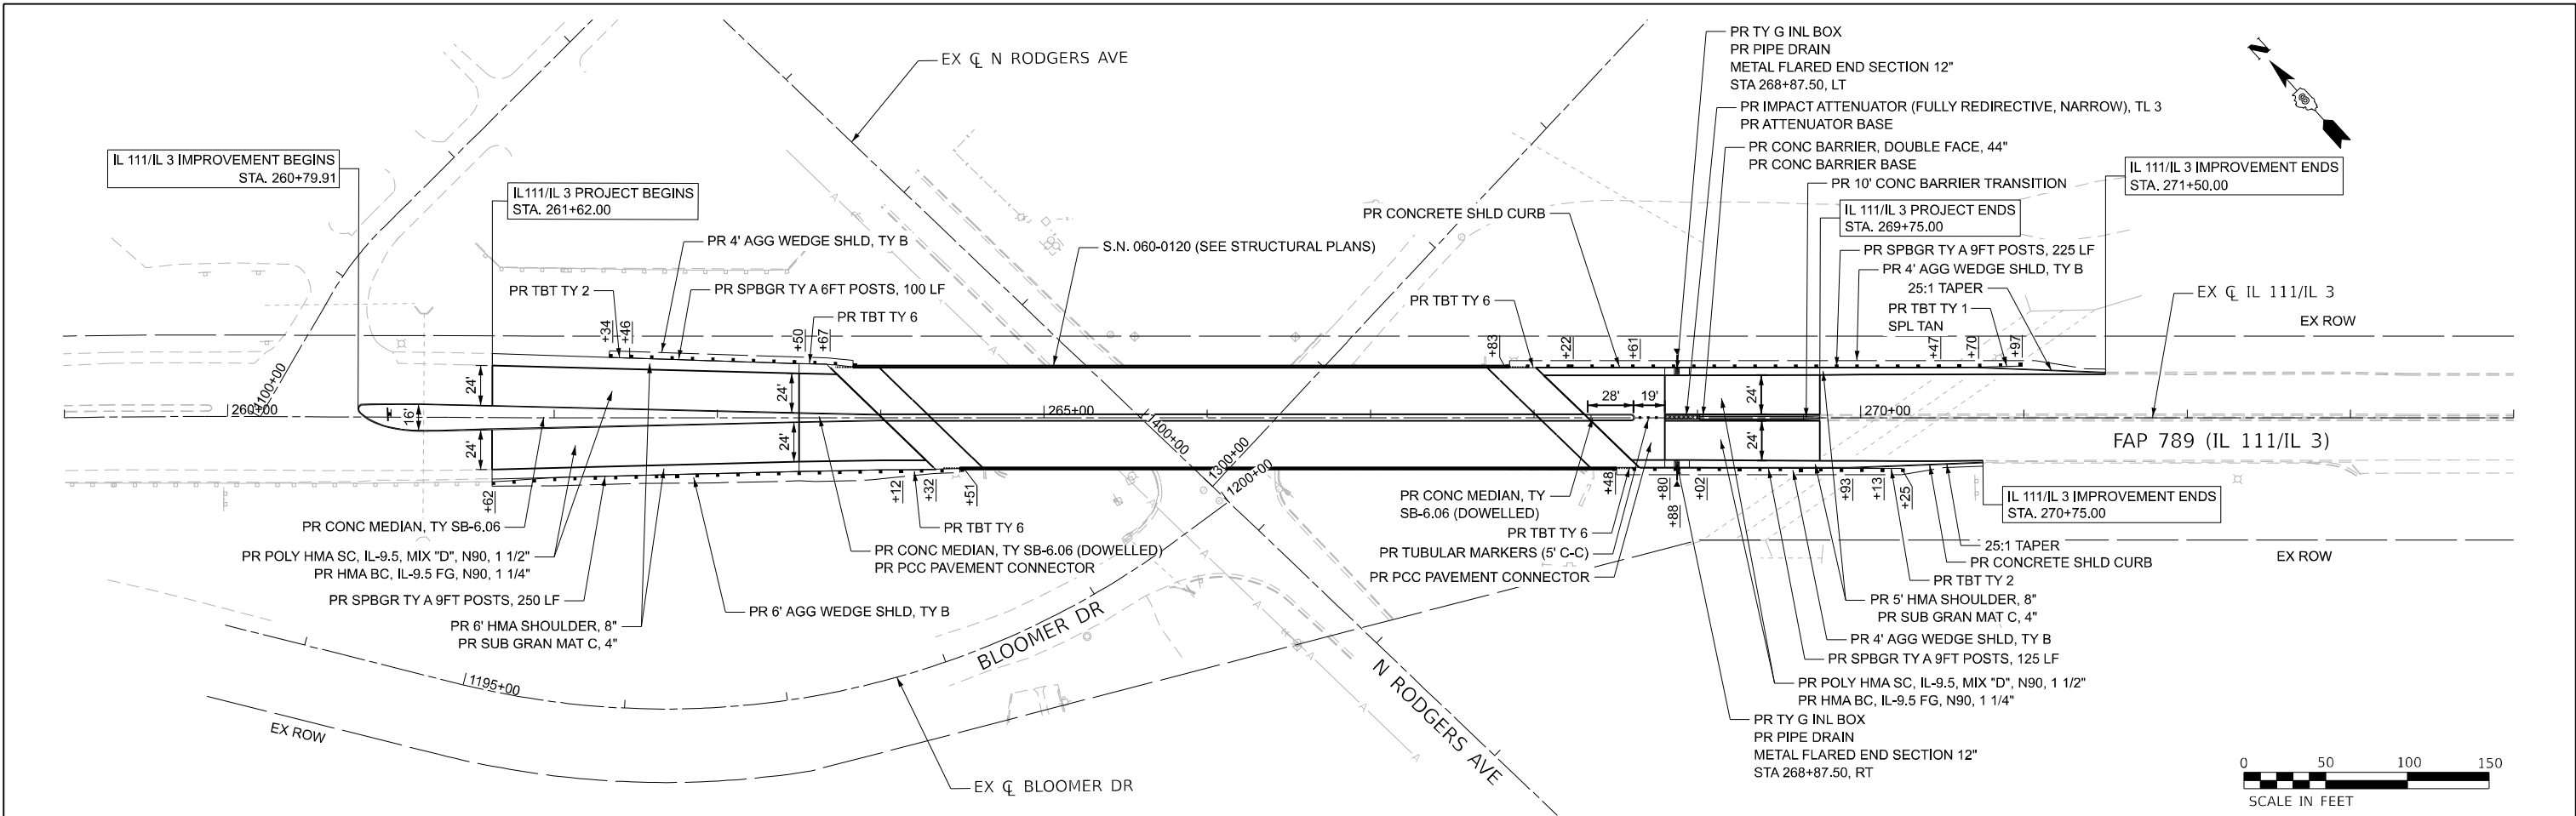 EX ℄ N RODGERS AVE
PR TY G INL BOX
PR PIPE DRAIN
METAL FLARED END SECTION 12"
STA 268+87.50, LT
PR IMPACT ATTENUATOR (FULLY REDIRECTIVE, NARROW), TL 3
PR ATTENUATOR BASE
PR CONC BARRIER, DOUBLE FACE, 44"
PR CONC BARRIER BASE
PR 10' CONC BARRIER TRANSITION
N
IL 111/IL 3 IMPROVEMENT BEGINS
STA. 260+79.91
IL 111/IL 3 PROJECT BEGINS
STA. 261+62.00
IL 111/IL 3 IMPROVEMENT ENDS
STA. 271+50.00
IL 111/IL 3 PROJECT ENDS
STA. 269+75.00
PR CONCRETE SHLD CURB
PR 4' AGG WEDGE SHLD, TY B
S.N. 060-0120 (SEE STRUCTURAL PLANS)
PR SPBGR TY A 9FT POSTS, 225 LF
PR 4' AGG WEDGE SHLD, TY B
25:1 TAPER
PR TBT TY 1
SPL TAN
PR TBT TY 2
PR SPBGR TY A 6FT POSTS, 100 LF
PR TBT TY 6
PR TBT TY 6
EX ℄ IL 111/IL 3
EX ROW
+34
+46
+50
+67
+83
+22
+61
+47
+70
+97
24'
24'
24'
16'
28'
19'
1100+00
260+00
265+00
270+00
1400+00
1300+00
1200+00
24'
24'
24'
FAP 789 (IL 111/IL 3)
+62
+12
+32
+51
+48
+80
+88
+02
+93
+13
+25
PR CONC MEDIAN, TY SB-6.06
PR POLY HMA SC, IL-9.5, MIX "D", N90, 1 1/2"
PR HMA BC, IL-9.5 FG, N90, 1 1/4"
PR SPBGR TY A 9FT POSTS, 250 LF
PR 6' HMA SHOULDER, 8"
PR SUB GRAN MAT C, 4"
PR TBT TY 6
PR CONC MEDIAN, TY SB-6.06 (DOWELLED)
PR PCC PAVEMENT CONNECTOR
PR 6' AGG WEDGE SHLD, TY B
PR CONC MEDIAN, TY
SB-6.06 (DOWELLED)
PR TBT TY 6
PR TUBULAR MARKERS (5' C-C)
PR PCC PAVEMENT CONNECTOR
IL 111/IL 3 IMPROVEMENT ENDS
STA. 270+75.00
25:1 TAPER
PR CONCRETE SHLD CURB
PR TBT TY 2
PR 5' HMA SHOULDER, 8"
PR SUB GRAN MAT C, 4"
PR 4' AGG WEDGE SHLD, TY B
PR SPBGR TY A 9FT POSTS, 125 LF
PR POLY HMA SC, IL-9.5, MIX "D", N90, 1 1/2"
PR HMA BC, IL-9.5 FG, N90, 1 1/4"
PR TY G INL BOX
PR PIPE DRAIN
METAL FLARED END SECTION 12"
STA 268+87.50, RT
EX ROW
BLOOMER DR
1195+00
EX ROW
N RODGERS AVE
EX ℄ BLOOMER DR
0 50 100 150
SCALE IN FEET